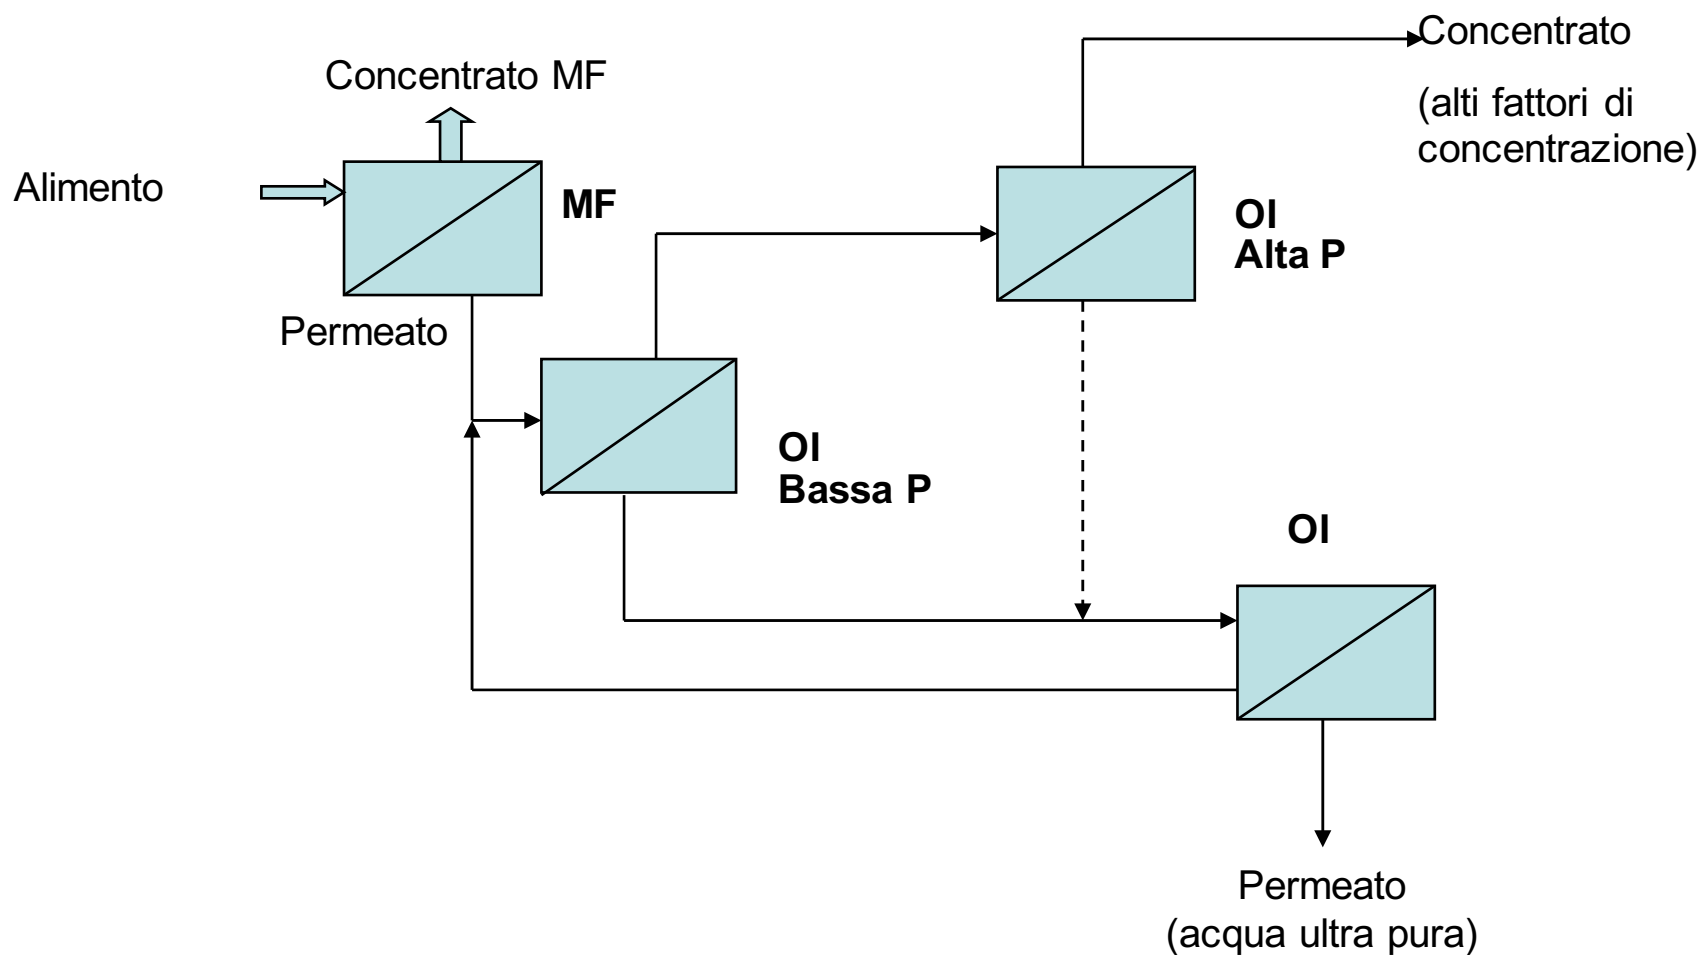 Concentrato
(alti fattori di
concentrazione)
Concentrato MF
Alimento
MF
OI
Alta P
Permeato
OI
Bassa P
OI
Permeato
(acqua ultra pura)